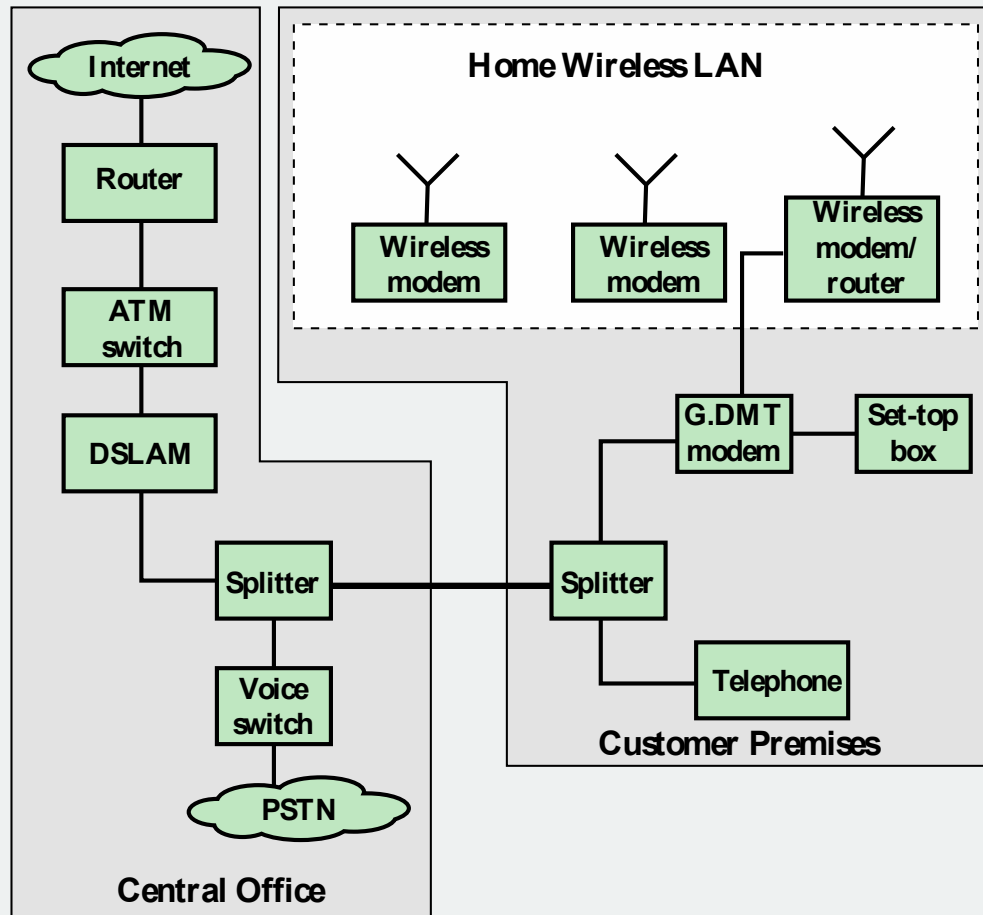 Internet
Router
ATM
switch
DSLAM
Splitter
Voice
switch
PSTN
Central Office
Home Wireless LAN
Wireless
modem
Wireless
modem
Wireless
modem/
router
G.DMT
modem
Set-top
box
Splitter
Telephone
Customer Premises